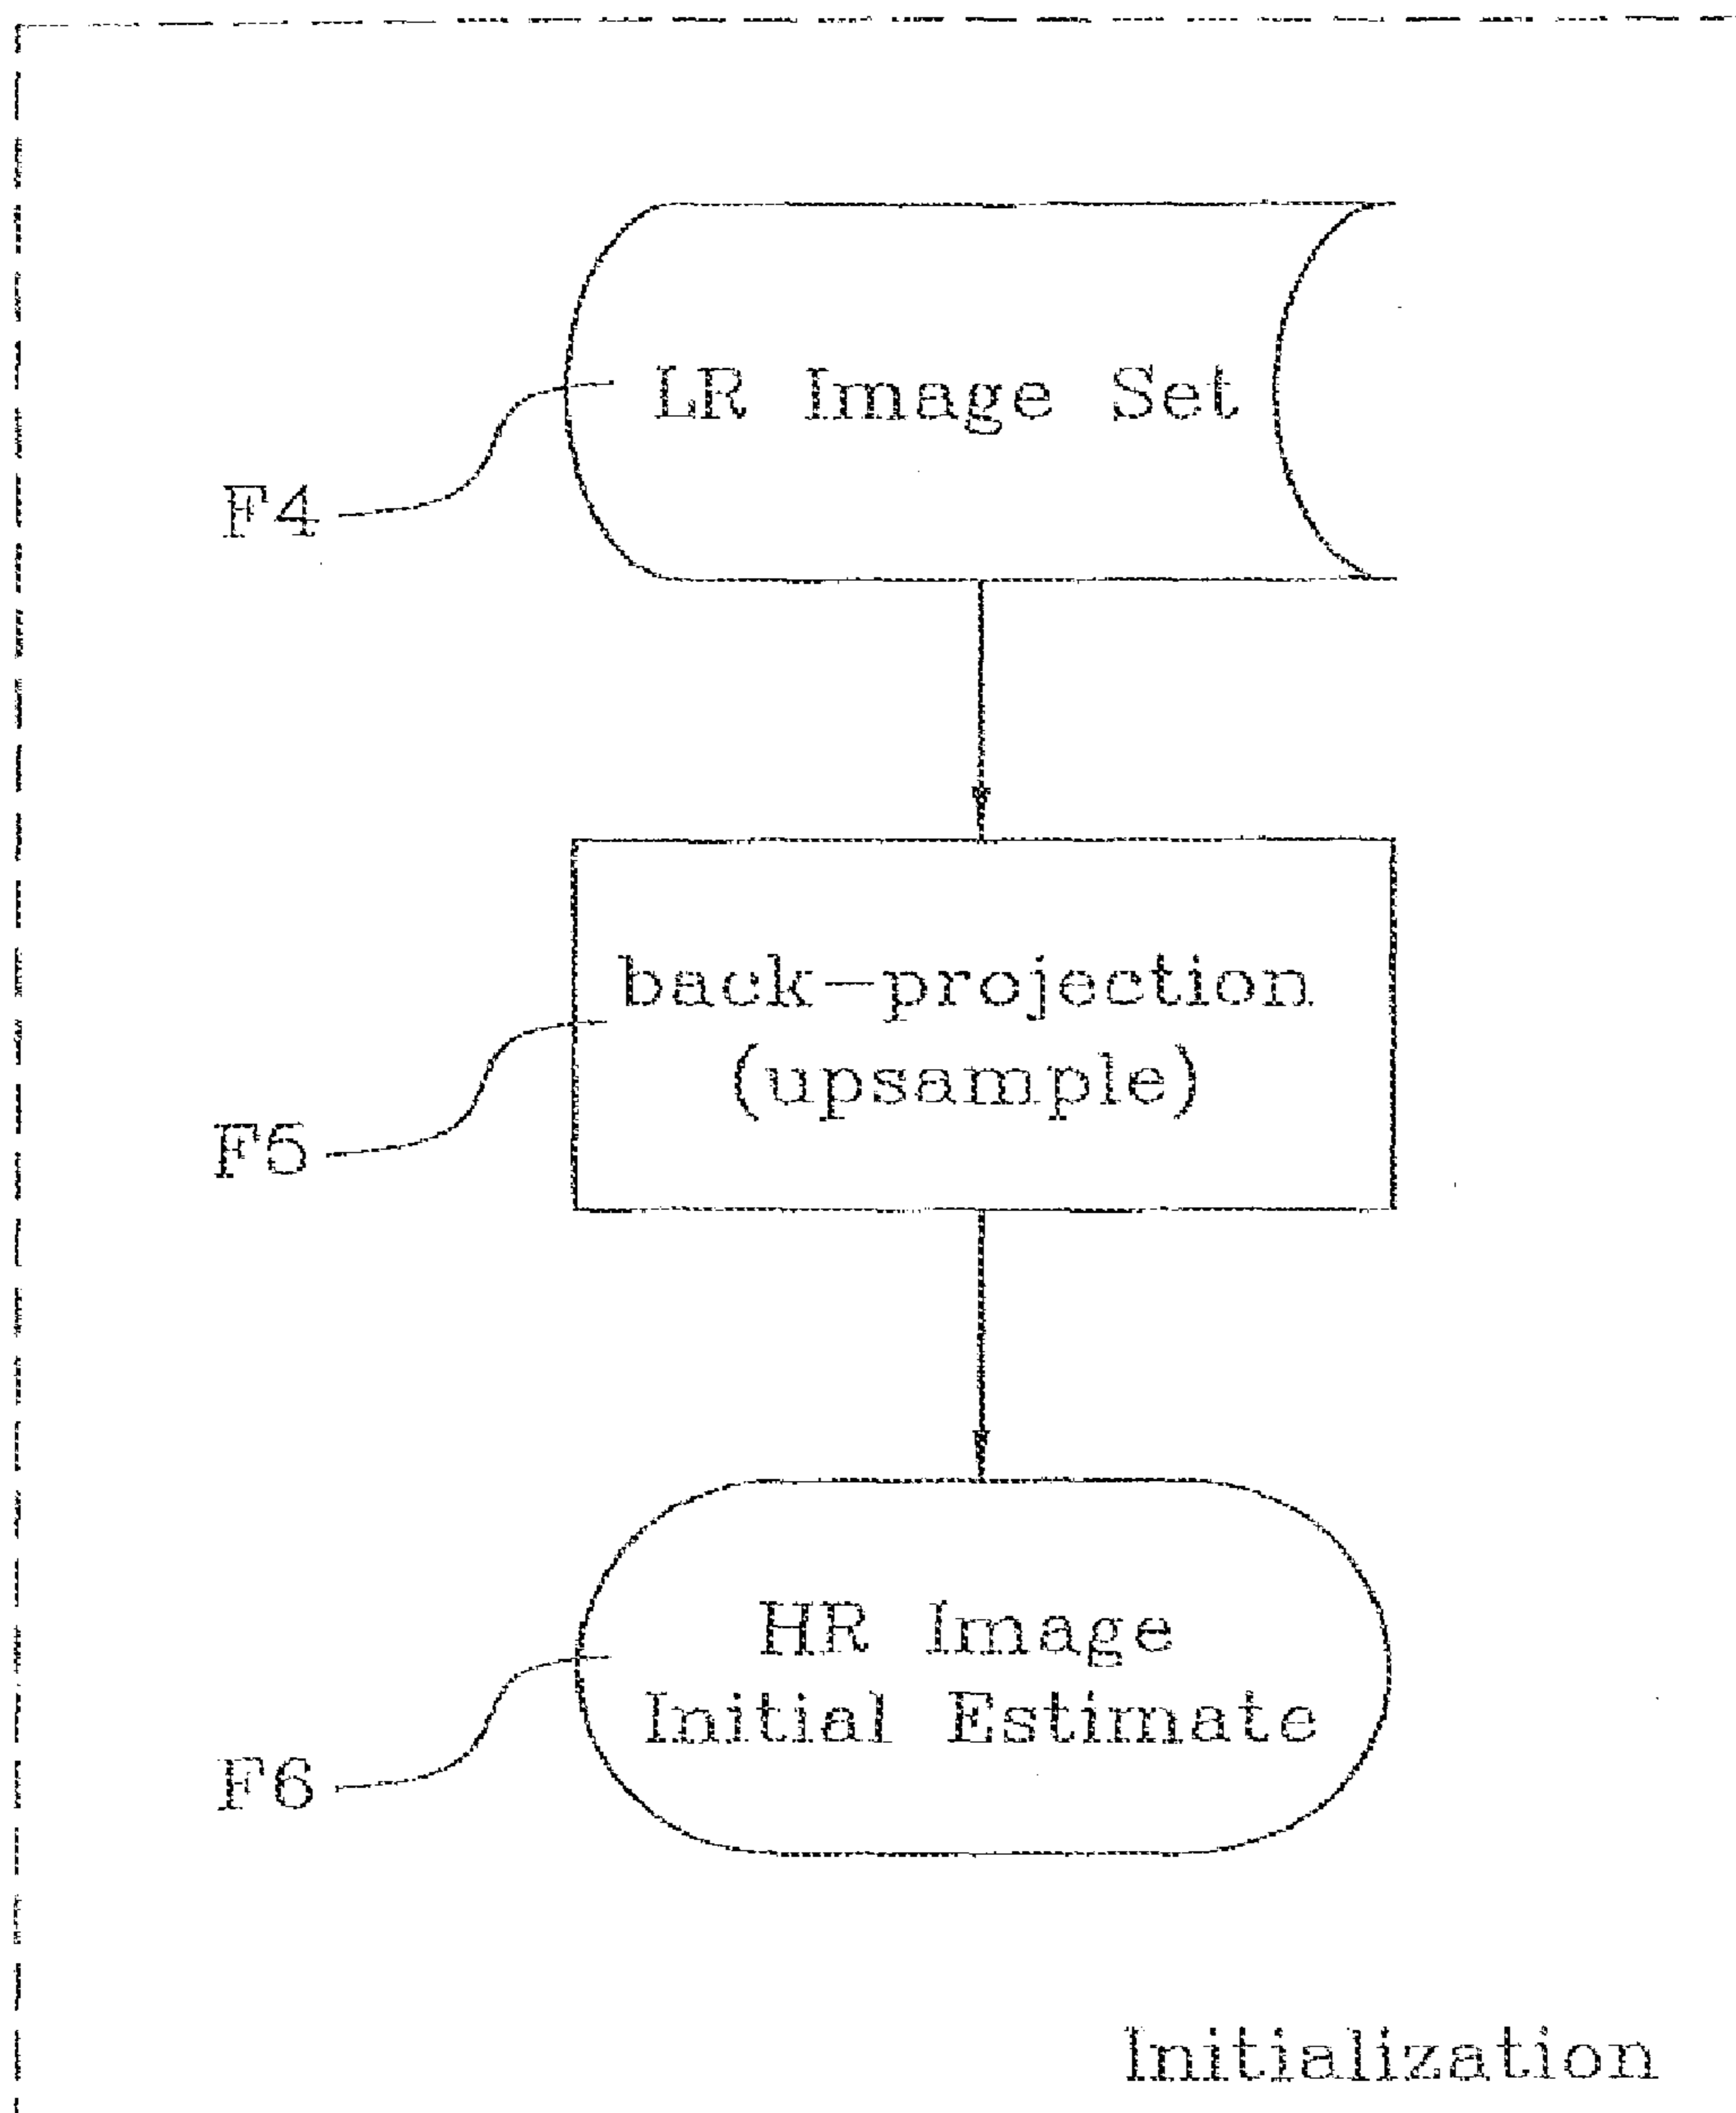 LR Image Set
F4
back-projection
(upsample)
F5
HR Image
Initial Estimate
F6
Initialization